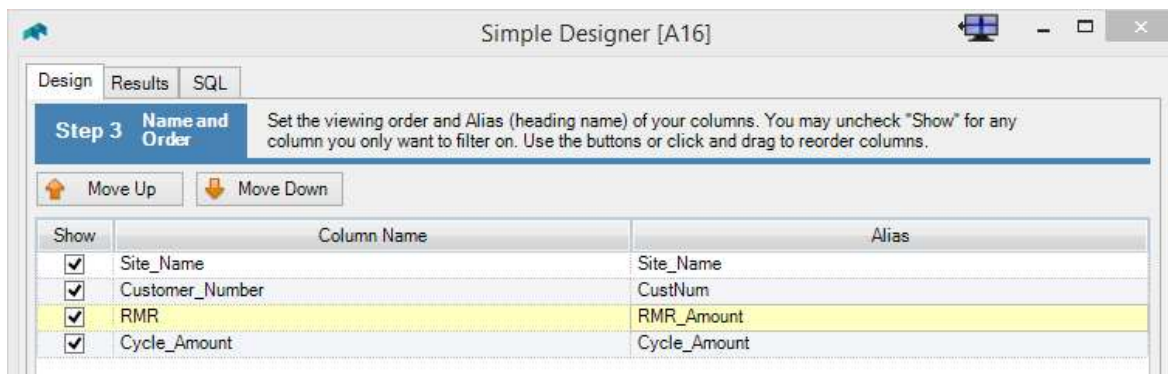 Simple Designer [A16]
Design Results SQL
Step 3 Name and Order
Set the viewing order and Alias (heading name) of your columns. You may uncheck "Show" for any
column you only want to filter on. Use the buttons or click and drag to reorder columns.
Move Up Move Down
Show Column Name Alias
Site_Name Site_Name
Customer_Number CustNum
RMR RMR_Amount
Cycle_Amount Cycle_Amount